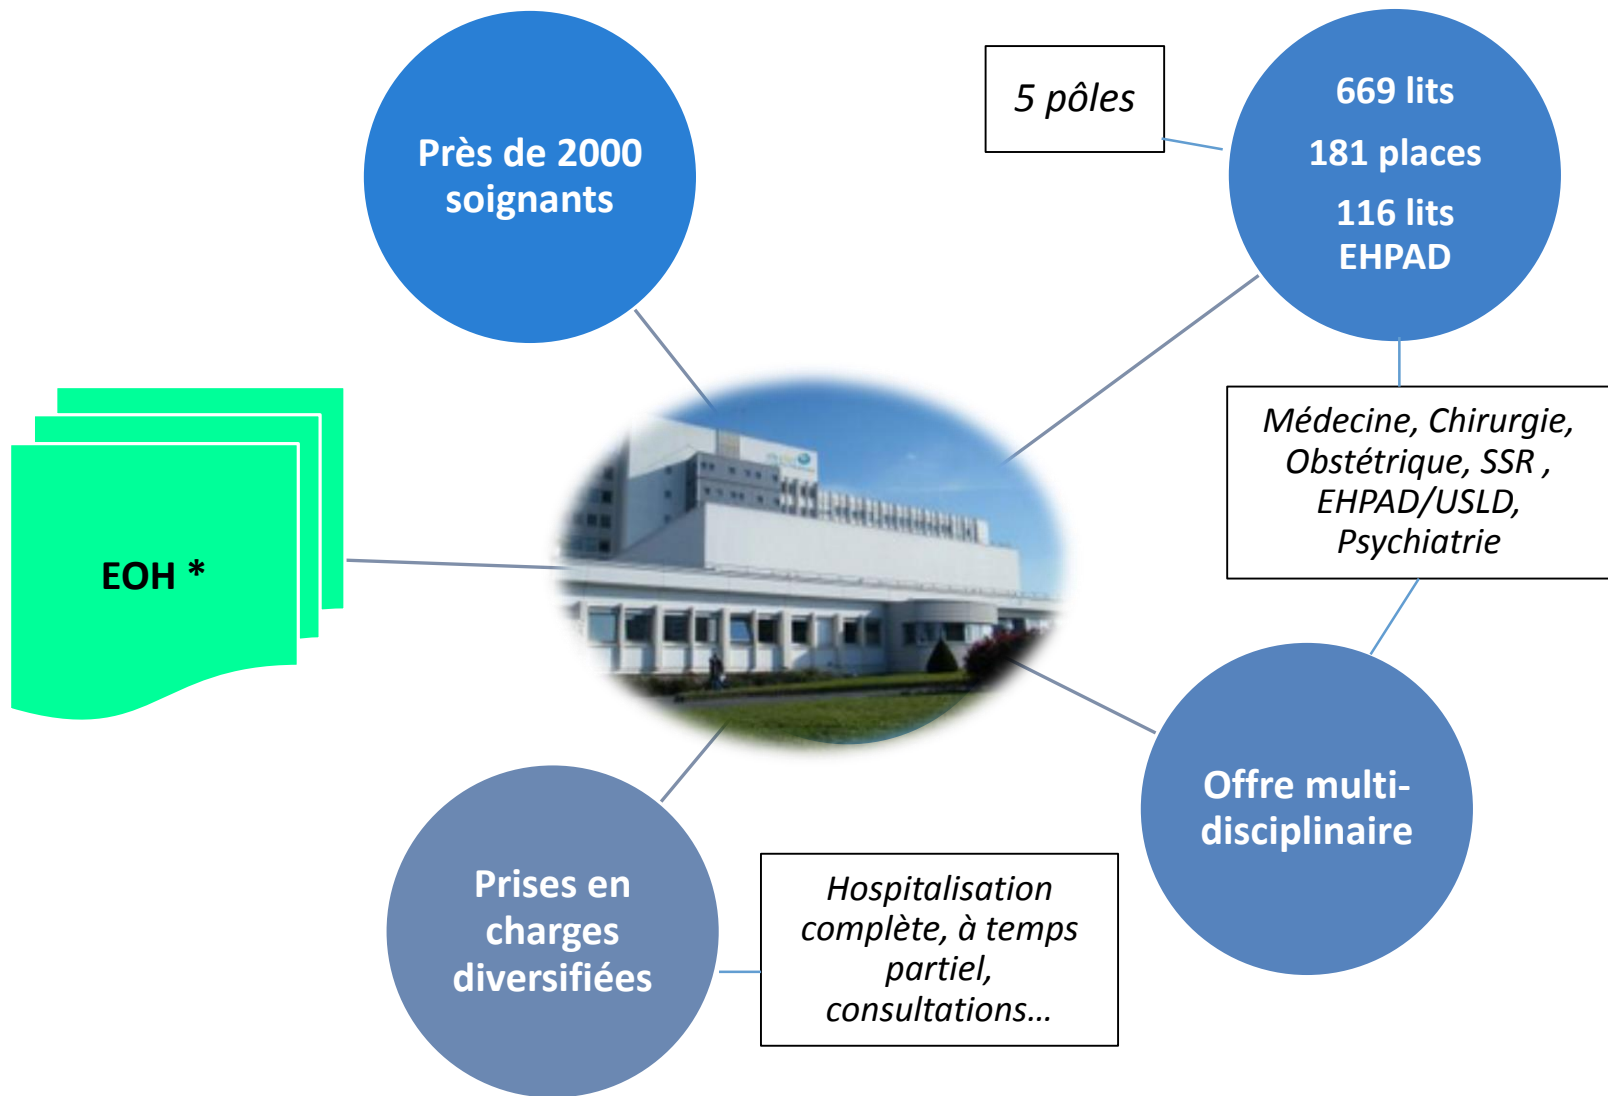 Près de 2000
soignants
5 pôles
669 lits
181 places
116 lits
EHPAD
Médecine, Chirurgie,
Obstétrique, SSR ,
EHPAD/USLD,
Psychiatrie
EOH *
Offre multi-
disciplinaire
Prises en
charges
diversifiées
Hospitalisation
complète, à temps
partiel,
consultations…